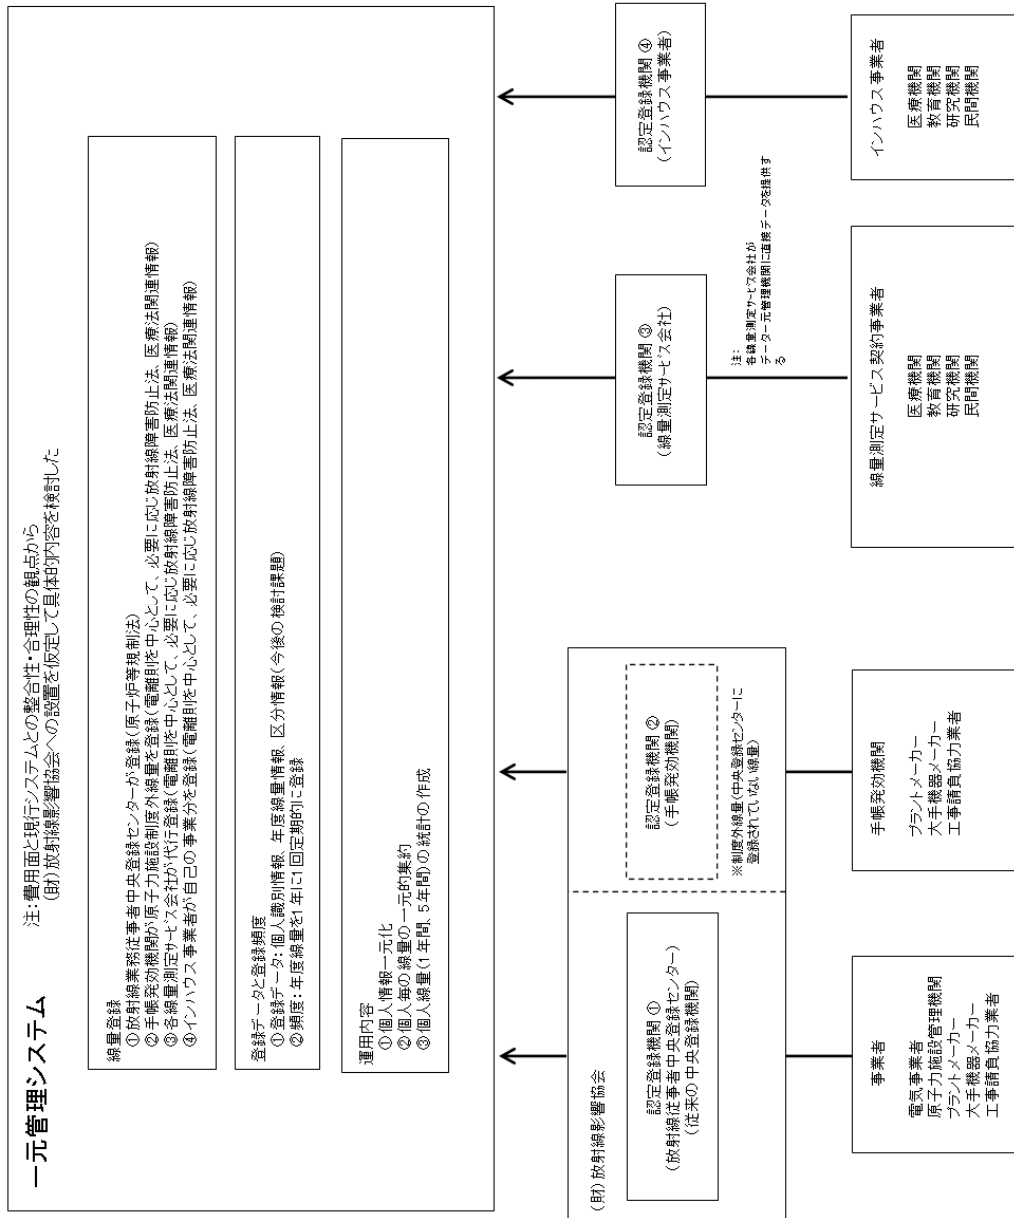 一元管理システム
注：費用面と現行システムとの整合性・合理性の観点から
(財)放射線影響協会への設置を仮定して具体的内容を検討した
線量登録
①放射線業務従事者中央登録センターが登録(原子炉等規制法)
②手帳発効機関が原子力施設制度外線量を登録(電離則を中心として、必要に応じ放射線障害防止法、医療法関連情報)
③各線量測定サービス会社が代行登録(電離則を中心として、必要に応じ放射線障害防止法、医療法関連情報)
④インハウス事業者が自己の事業分を登録(電離則を中心として、必要に応じ放射線障害防止法、医療法関連情報)
登録データと登録頻度
①登録データ：個人識別情報、年度線量情報、区分情報(今後の検討課題)
②頻度：年度線量を1年に1回定期的に登録
運用内容
①個人情報一元化
②個人毎の線量の一元的集約
③個人線量(1年間、5年間)の統計の作成
(財)放射線影響協会
認定登録機関①
(放射線従事者中央登録センター)
(従来の中央登録機関)
認定登録機関②
(手帳発効機関)
※制度外線量(中央登録センターに
登録されていない線量)
認定登録機関③
(線量測定サービス会社)
認定登録機関④
(インハウス事業者)
注：
各線量測定サービス会社が
データ一元管理機関に直接データを提供す
る
事業者
電気事業者
原子力施設管理機関
プラントメーカー
大手機器メーカー
工事請負協力業者
手帳発効機関
プラントメーカー
大手機器メーカー
工事請負協力業者
線量測定サービス契約事業者
医療機関
教育機関
研究機関
民間機関
インハウス事業者
医療機関
教育機関
研究機関
民間機関